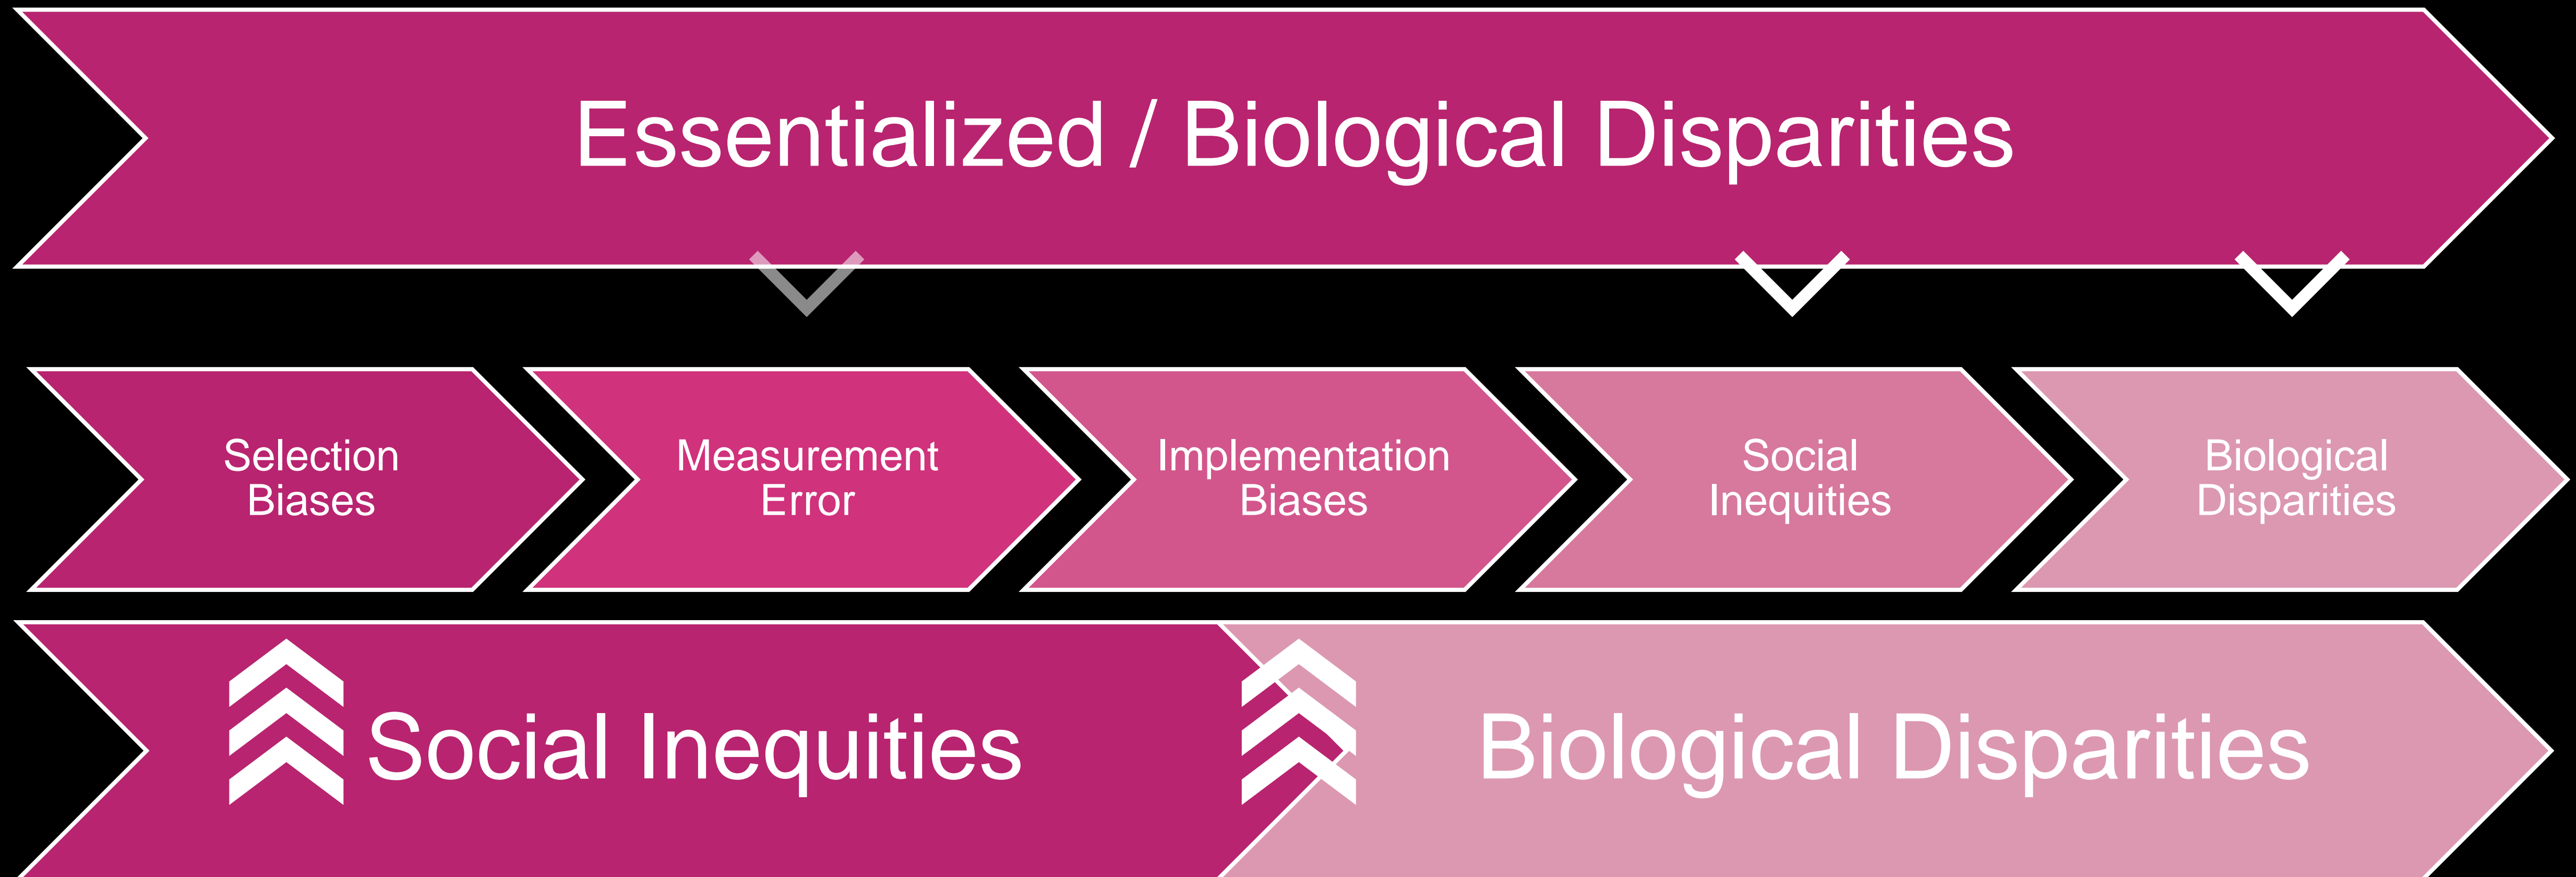 Essentialized / Biological Disparities
Selection
Biases
Measurement
Error
Implementation
Biases
Social
Inequities
Biological
Disparities
Social Inequities
Biological Disparities